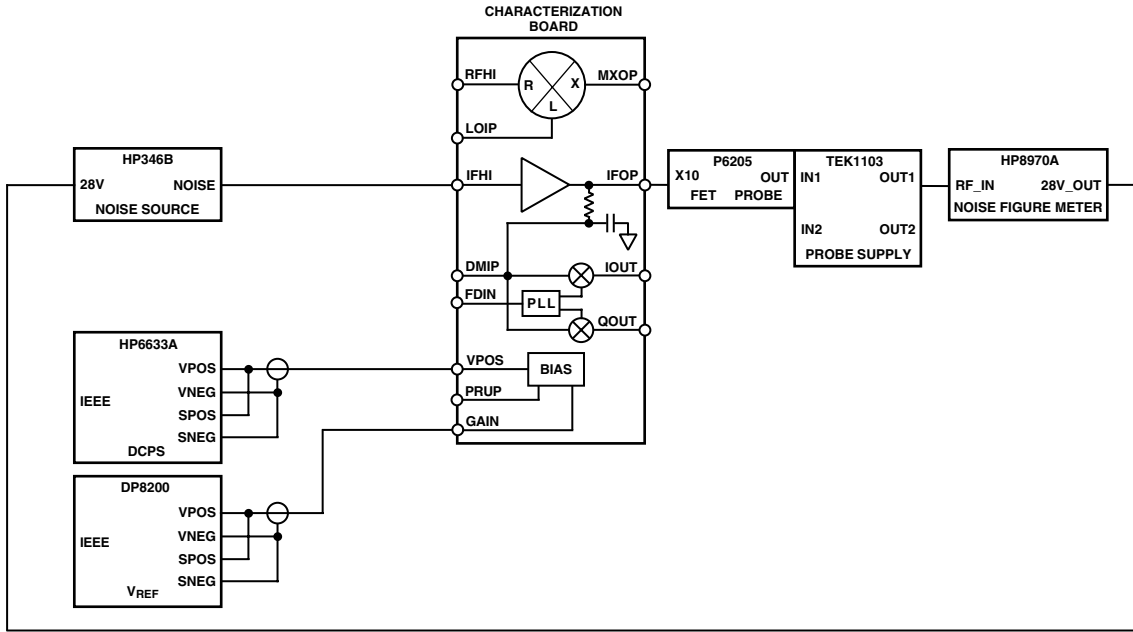 CHARACTERIZATION
BOARD
RFHI
R
X
L
MXOP
LOIP
HP346B
28V
NOISE
NOISE SOURCE
IFHI
IFOP
P6205
X10
OUT
FET PROBE
TEK1103
IN1
OUT1
IN2
OUT2
PROBE SUPPLY
HP8970A
RF_IN
28V_OUT
NOISE FIGURE METER
DMIP
IOUT
FDIN
PLL
QOUT
HP6633A
VPOS
VNEG
IEEE
SPOS
SNEG
DCPS
VPOS
BIAS
PRUP
GAIN
DP8200
VPOS
VNEG
IEEE
SPOS
SNEG
VREF